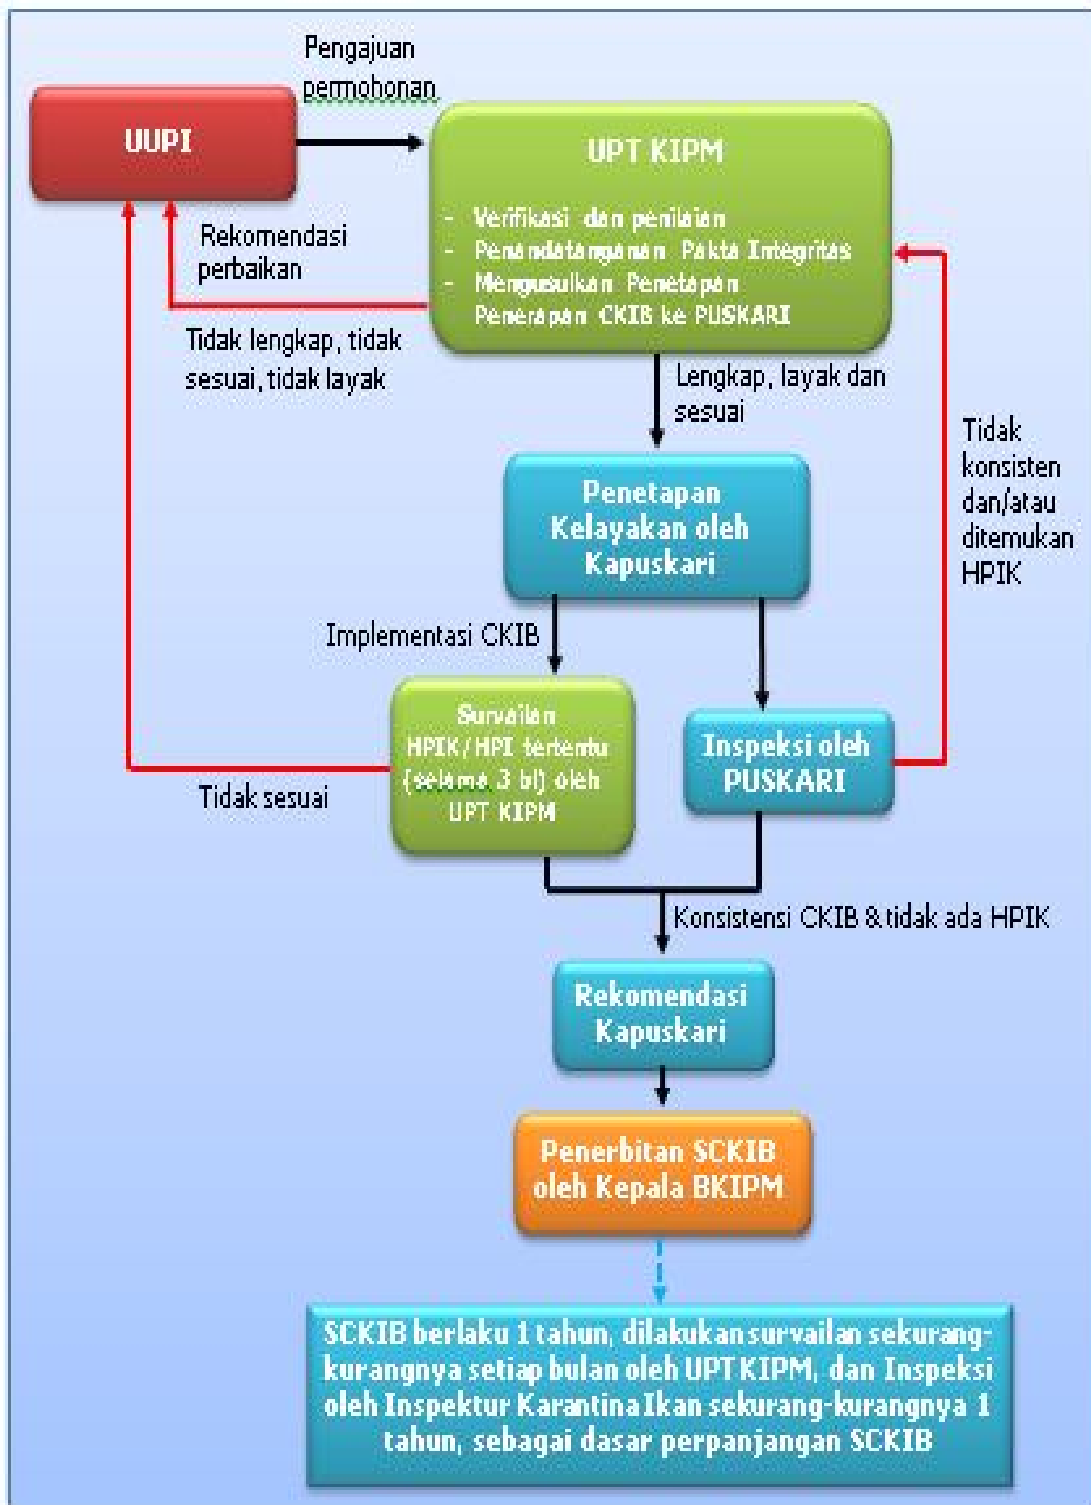 Pengajuan
permohonan
UUPI
UPT KIPM
- Verifikasi dan penilaian
- Penandatanganan Pakta Integritas
- Mengusulkan Penetapan
Penerapan CKIB ke PUSKARI
Rekomendasi
perbaikan
Tidak lengkap, tidak
sesuai, tidak layak
Lengkap, layak dan
sesuai
Tidak
konsisten
dan/atau
ditemukan
HPIK
Penetapan
Kelayakan oleh
Kapuskari
Implementasi CKIB
Survailan
HPIK/HPI tertentu
(selama 3 bl) oleh
UPT KIPM
Inspeksi oleh
PUSKARI
Tidak sesuai
Konsistensi CKIB & tidak ada HPIK
Rekomendasi
Kapuskari
Penerbitan SCKIB
oleh Kepala BKIPM
SCKIB berlaku 1 tahun, dilakukan survailan sekurang-
kurangnya setiap bulan oleh UPT KIPM, dan Inspeksi
oleh Inspektur Karantina Ikan sekurang-kurangnya 1
tahun, sebagai dasar perpanjangan SCKIB